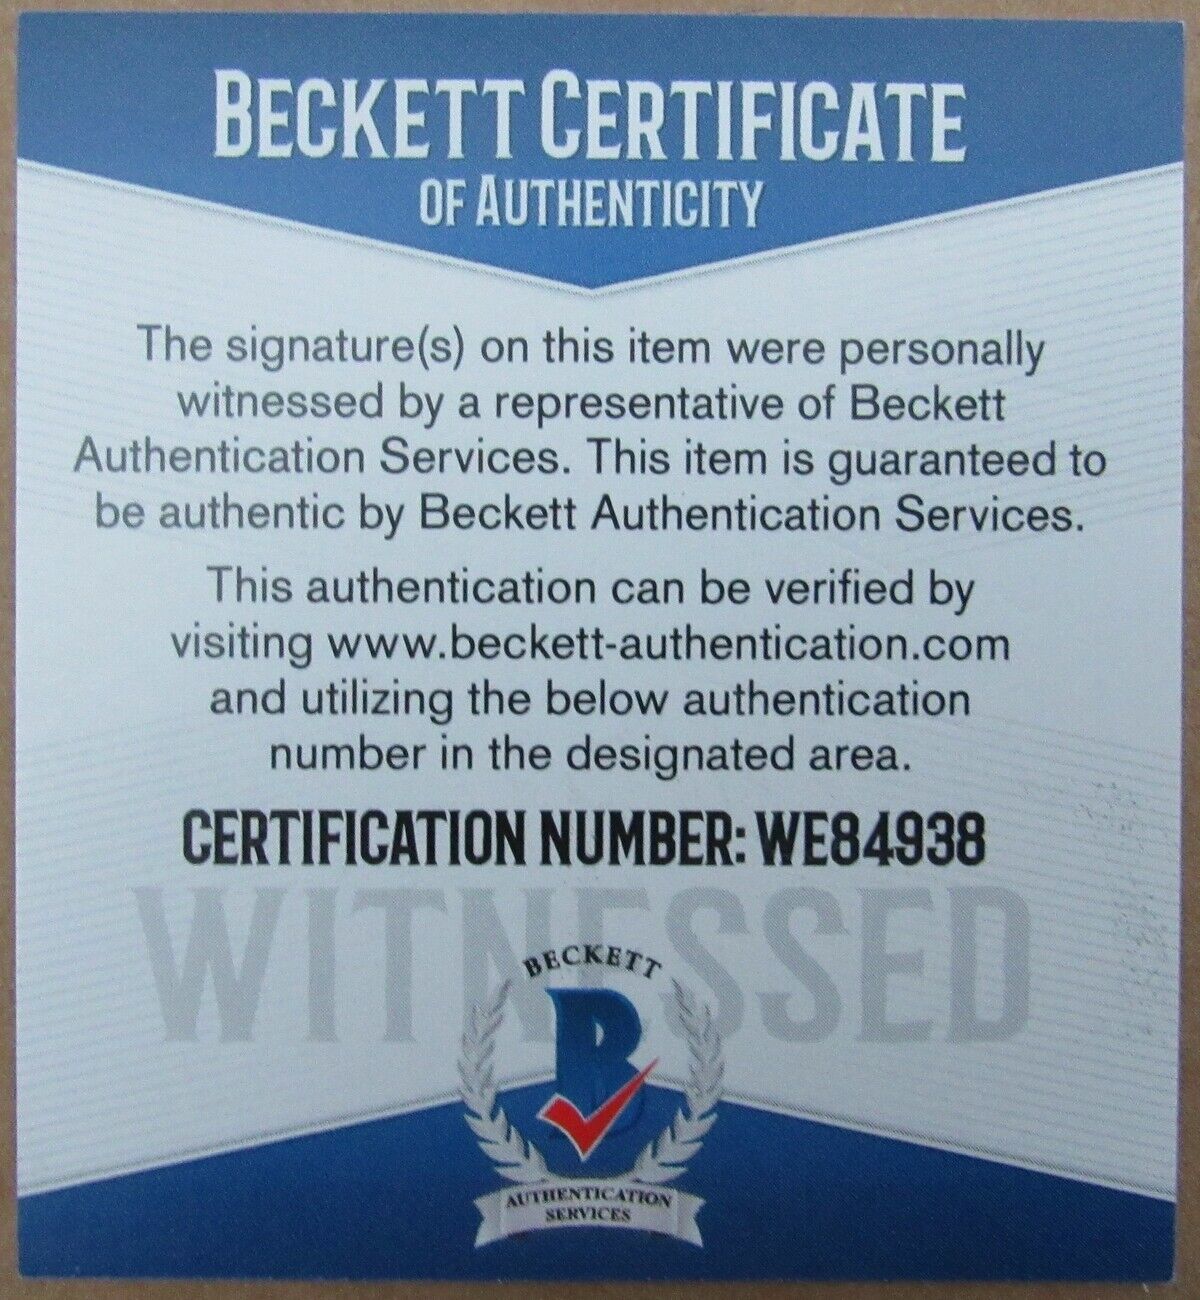 BECKETT CERTIFICATE
OF AUTHENTICITY
The signature(s) on this item were personally
witnessed by a representative of Beckett
Authentication Services. This item is guaranteed to
be authentic by Beckett Authentication Services.
This authentication can be verified by
visiting www.beckett-authentication.com
and utilizing the below authentication
number in the designated area.
CERTIFICATION NUMBER: WE84938
WITNESSED
BECKETT
B
AUTHENTICATION
SERVICES